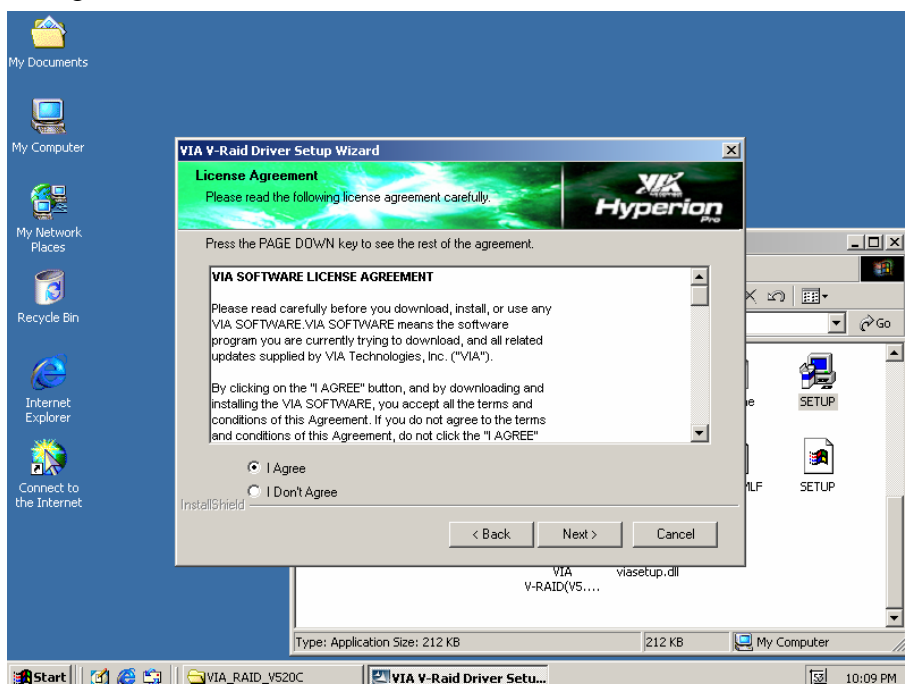 My Documents
My Computer
My Network
Places
Recycle Bin
Internet
Explorer
Connect to
the Internet
VIA V-Raid Driver Setup Wizard
License Agreement
Please read the following license agreement carefully.
VIA
Hyperion
Pro
Press the PAGE DOWN key to see the rest of the agreement.
VIA SOFTWARE LICENSE AGREEMENT
Please read carefully before you download, install, or use any
VIA SOFTWARE.VIA SOFTWARE means the software
program you are currently trying to download, and all related
updates supplied by VIA Technologies, Inc. ("VIA").
By clicking on the "I AGREE" button, and by downloading and
installing the VIA SOFTWARE, you accept all the terms and
conditions of this Agreement. If you do not agree to the terms
and conditions of this Agreement, do not click the "I AGREE"
I Agree
I Don't Agree
InstallShield
< Back
Next >
Cancel
Go
SETUP
SETUP
VIA
V-RAID(V5....
viasetup.dll
Type: Application Size: 212 KB
212 KB
My Computer
Start
VIA_RAID_V520C
VIA V-Raid Driver Setu...
10:09 PM